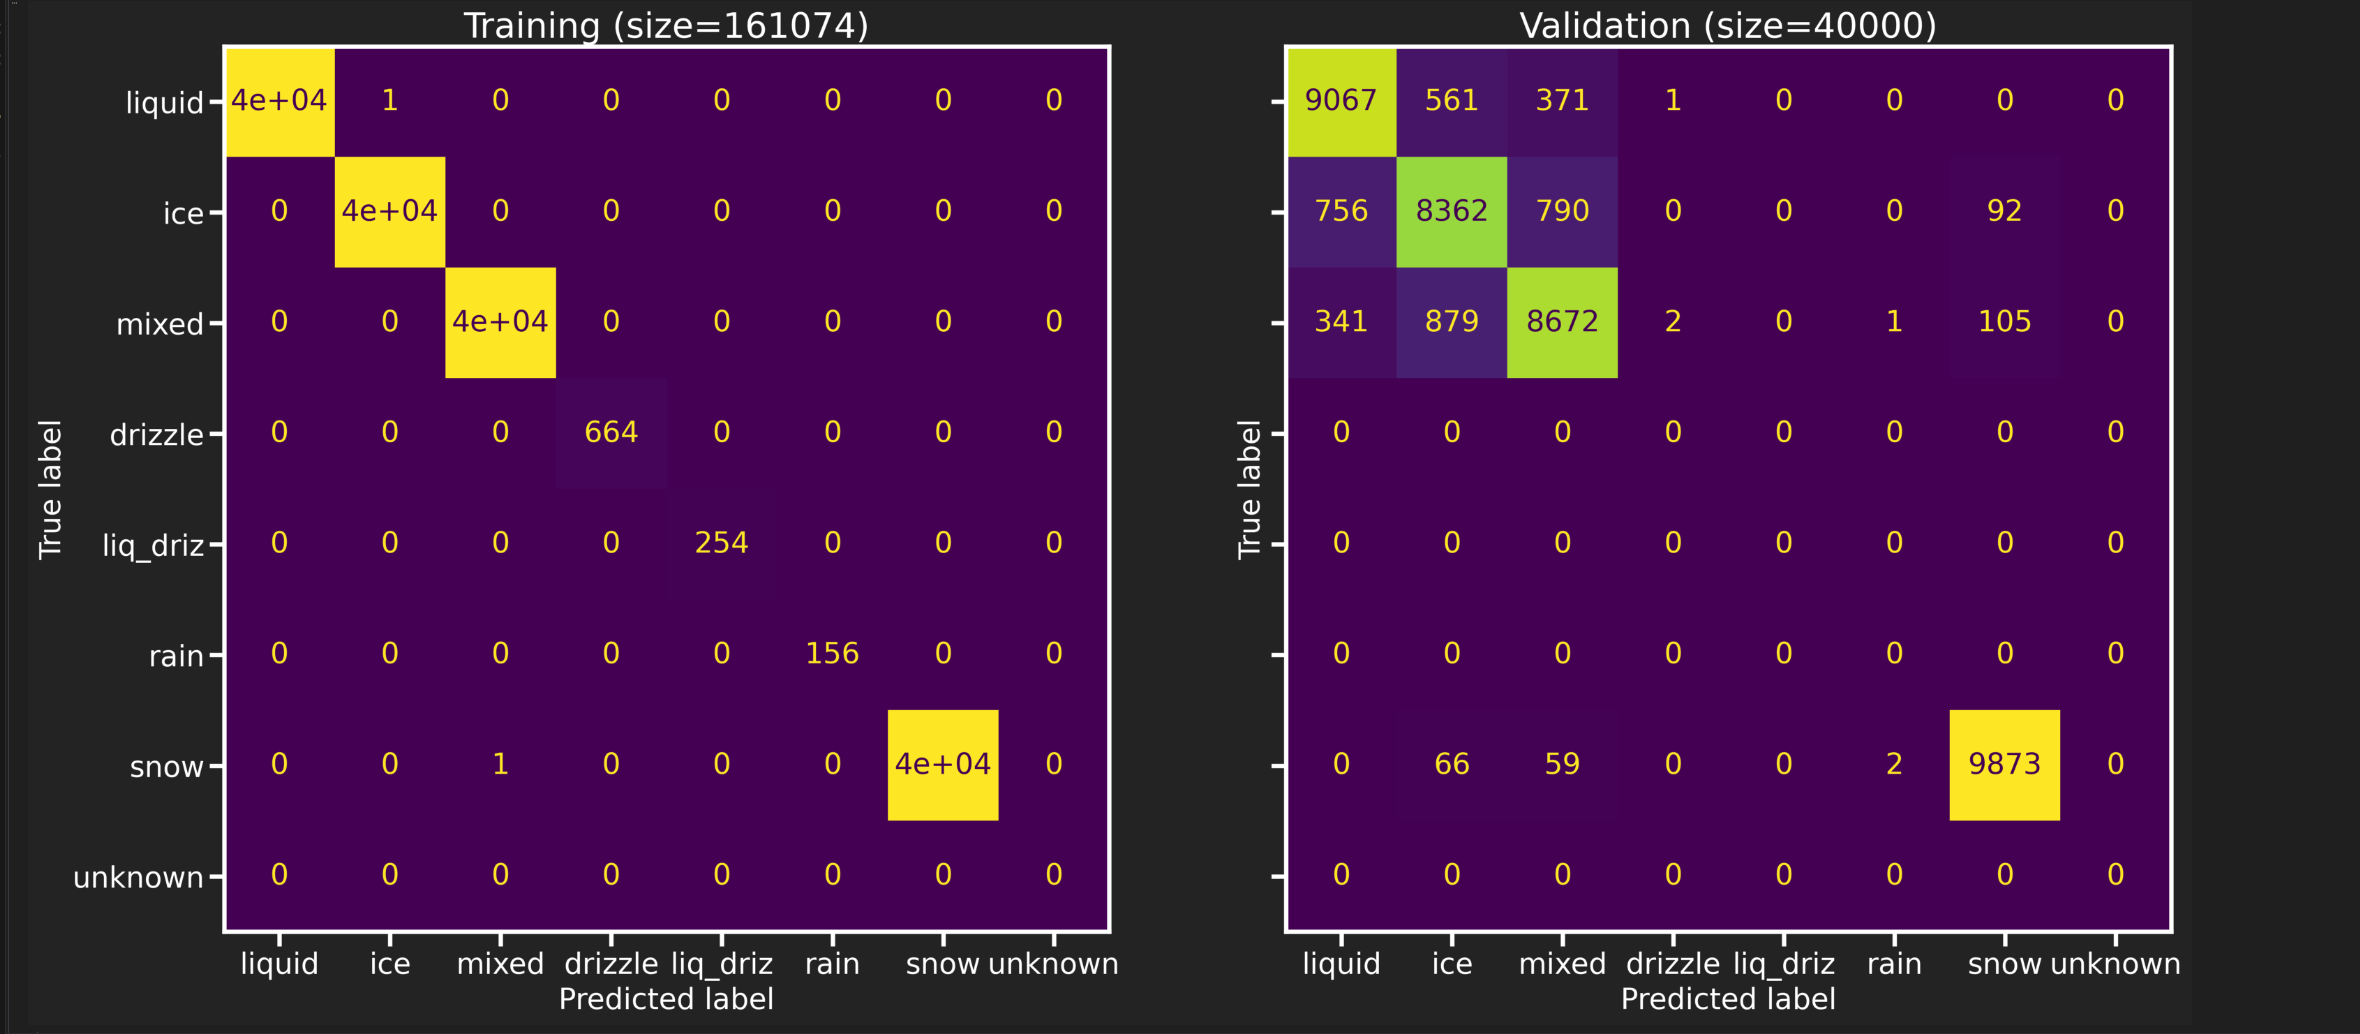 Training (size=161074)
liquid 4e+04 1 0 0 0 0 0 0
ice 0 4e+04 0 0 0 0 0 0
mixed 0 0 4e+04 0 0 0 0 0
drizzle 0 0 0 664 0 0 0 0
liq_driz 0 0 0 0 254 0 0 0
rain 0 0 0 0 0 156 0 0
snow 0 0 1 0 0 0 4e+04 0
unknown 0 0 0 0 0 0 0 0
True label
liquid ice mixed drizzle liq_driz rain snow unknown
Predicted label
Validation (size=40000)
9067 561 371 1 0 0 0 0
756 8362 790 0 0 0 92 0
341 879 8672 2 0 1 105 0
0 0 0 0 0 0 0 0
0 0 0 0 0 0 0 0
0 0 0 0 0 0 0 0
0 66 59 0 0 2 9873 0
0 0 0 0 0 0 0 0
True label
liquid ice mixed drizzle liq_driz rain snow unknown
Predicted label